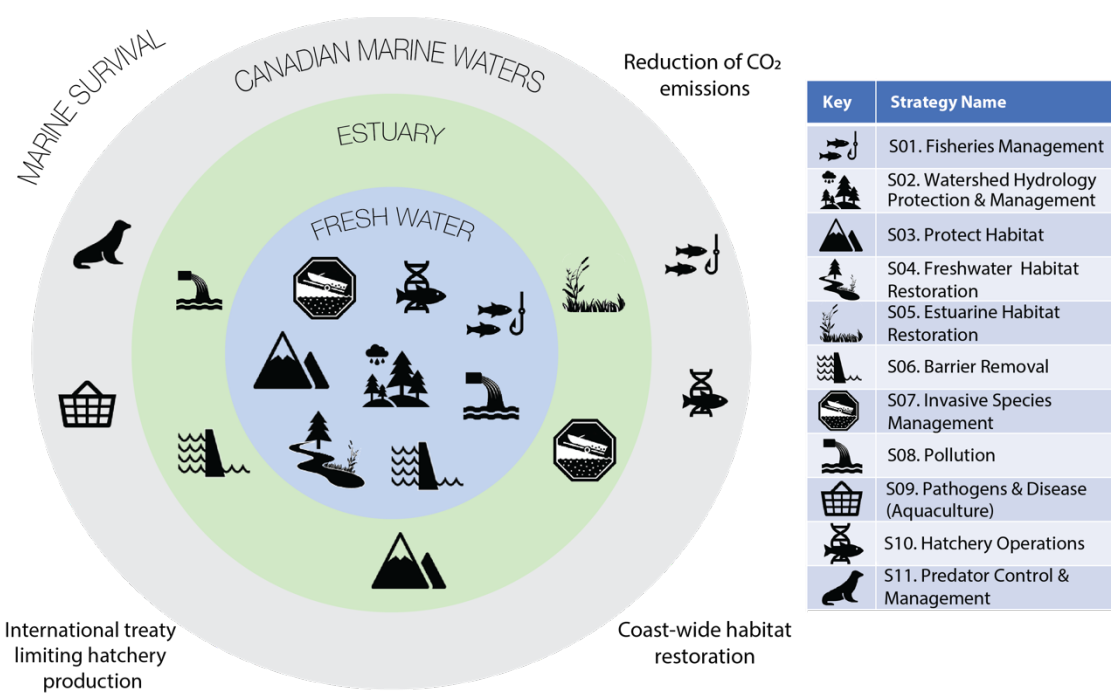 MARINE SURVIVAL
CANADIAN MARINE WATERS
ESTUARY
FRESH WATER
Reduction of CO₂
emissions
International treaty
limiting hatchery
production
Coast-wide habitat
restoration
Key Strategy Name
S01. Fisheries Management
S02. Watershed Hydrology
Protection & Management
S03. Protect Habitat
S04. Freshwater Habitat
Restoration
S05. Estuarine Habitat
Restoration
S06. Barrier Removal
S07. Invasive Species
Management
S08. Pollution
S09. Pathogens & Disease
(Aquaculture)
S10. Hatchery Operations
S11. Predator Control &
Management